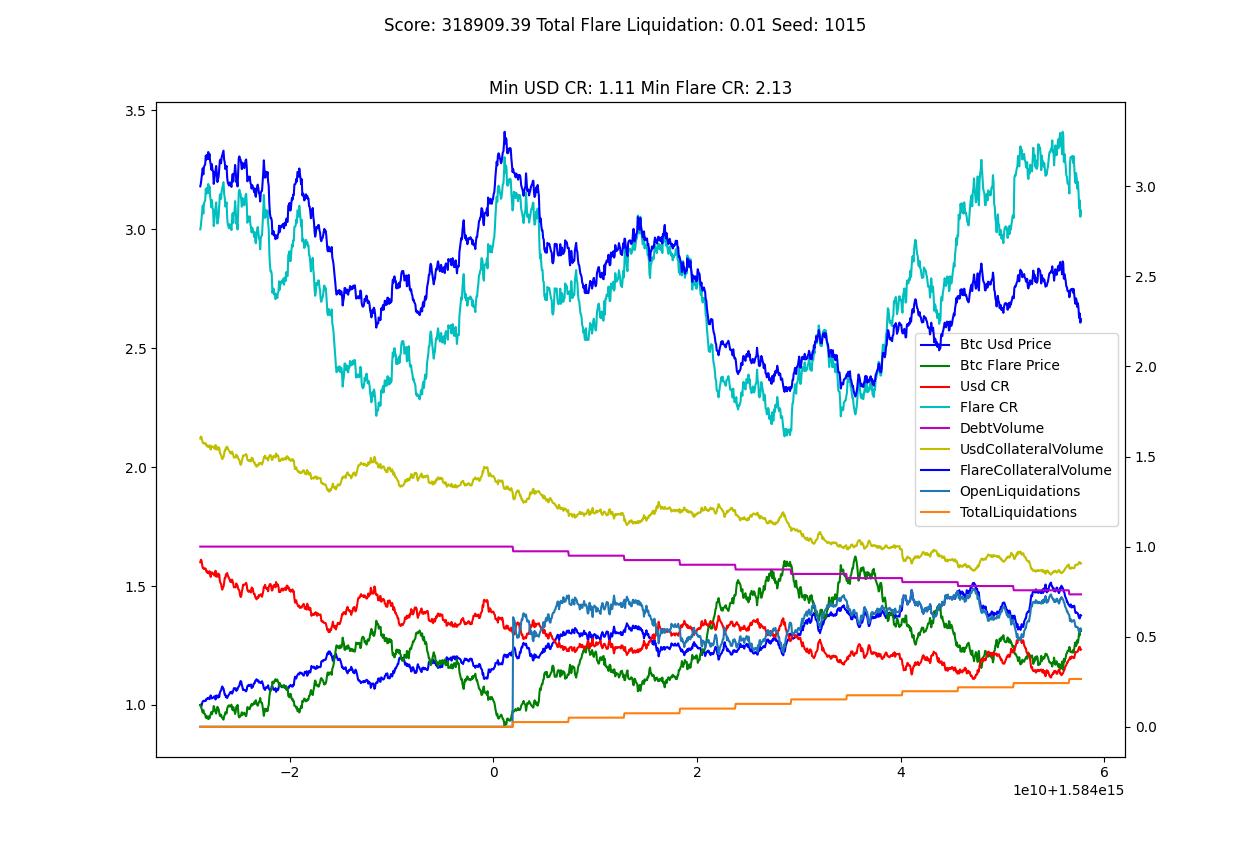 Score: 318909.39 Total Flare Liquidation: 0.01 Seed: 1015
Min USD CR: 1.11 Min Flare CR: 2.13
3.5
3.0
2.5
2.0
1.5
1.0
3.0
2.5
2.0
1.5
1.0
0.5
0.0
Btc Usd Price
Btc Flare Price
Usd CR
Flare CR
DebtVolume
UsdCollateralVolume
FlareCollateralVolume
OpenLiquidations
TotalLiquidations
−2 0 2 4 6
1e10+1.584e15